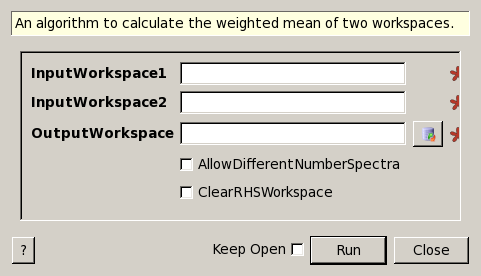 An algorithm to calculate the weighted mean of two workspaces.
InputWorkspace1
InputWorkspace2
OutputWorkspace
AllowDifferentNumberSpectra
ClearRHSWorkspace
? Keep Open Run Close